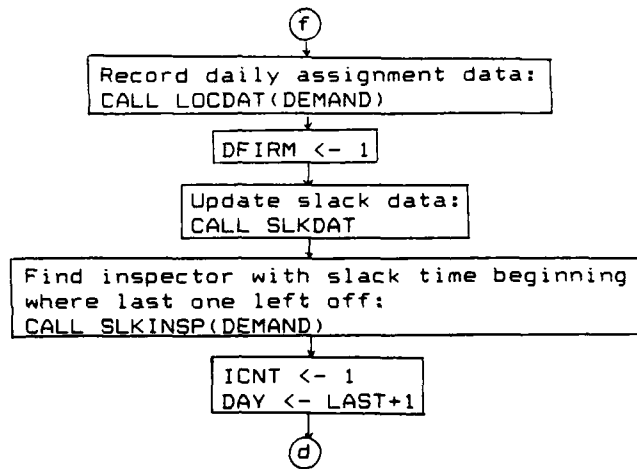 f
Record daily assignment data:
CALL LOCDAT(DEMAND)
DFIRM <- 1
Update slack data:
CALL SLKDAT
Find inspector with slack time beginning
where last one left off:
CALL SLKINSP(DEMAND)
ICNT <- 1
DAY <- LAST+1
d